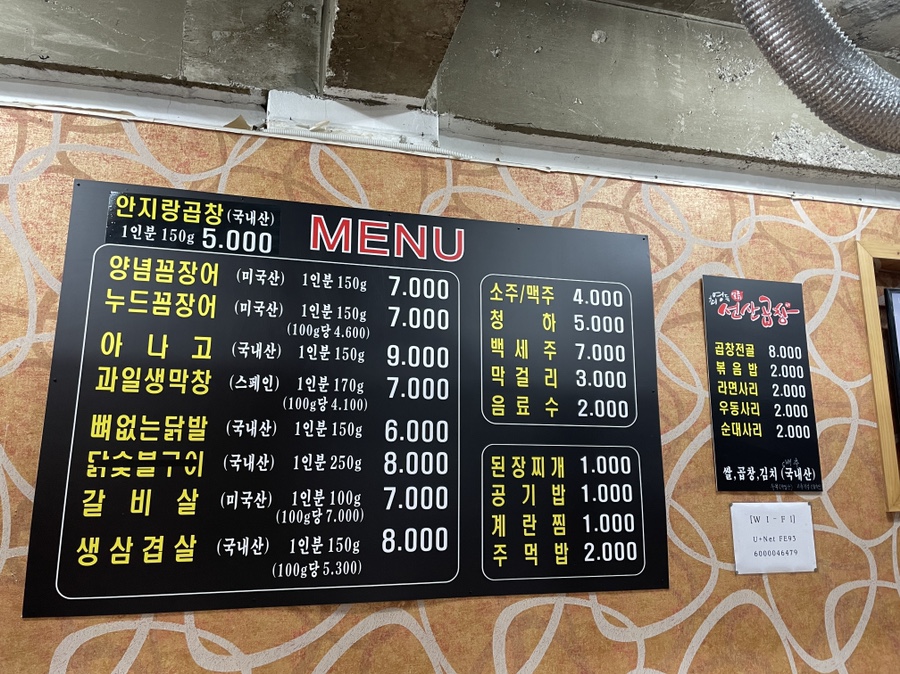 안지랑곱창 (국내산)
1인분 150g 5.000
MENU
양념꼼장어 (미국산) 1인분 150g 7.000
누드꼼장어 (미국산) 1인분 150g 7.000
(100g당 4.600)
아 나 고 (국내산) 1인분 150g 9.000
과일생막창 (스페인) 1인분 170g 7.000
(100g당 4.100)
뼈없는닭발 (국내산) 1인분 150g 6.000
닭숯불구이 (국내산) 1인분 250g 8.000
갈 비 살 (미국산) 1인분 100g 7.000
(100g당 7.000)
생삼겹살 (국내산) 1인분 150g 8.000
(100g당 5.300)
소주/맥주 4.000
청 하 5.000
백 세 주 7.000
막 걸 리 3.000
음 료 수 2.000
된장찌개 1.000
공 기 밥 1.000
계 란 찜 1.000
주 먹 밥 2.000
선산곱창
곱창전골 8.000
볶 음 밥 2.000
라면사리 2.000
우동사리 2.000
순대사리 2.000
쌀,곱창,김치 (국내산)
[W I - F I]
U+Net FE93
6000046479